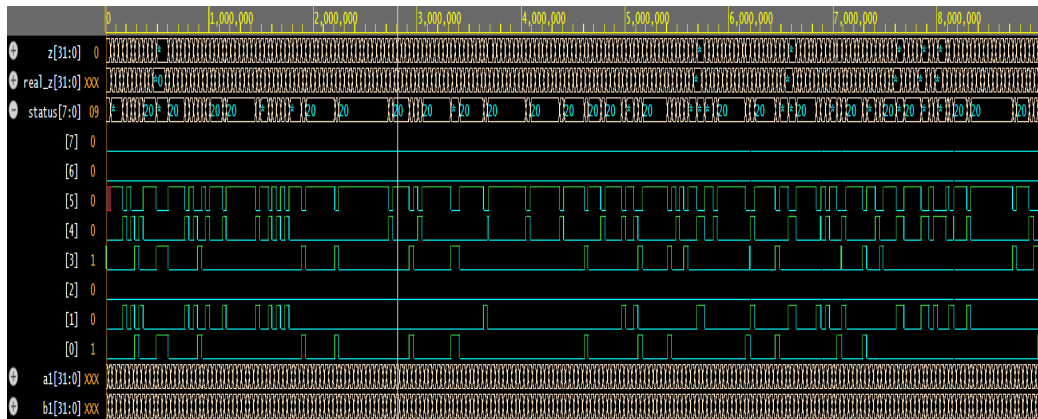 0 1,000,000 2,000,000 3,000,000 4,000,000 5,000,000 6,000,000 7,000,000 8,000,000
z[31:0] 0
real_z[31:0] XXX
status[7:0] 09 20 20 20 20 20 20 20 20 20 20 20 20 20 20 20 20 20 20 20 20
[7] 0
[6] 0
[5] 0
[4] 0
[3] 1
[2] 0
[1] 0
[0] 1
a1[31:0] XXX
b1[31:0] XXX